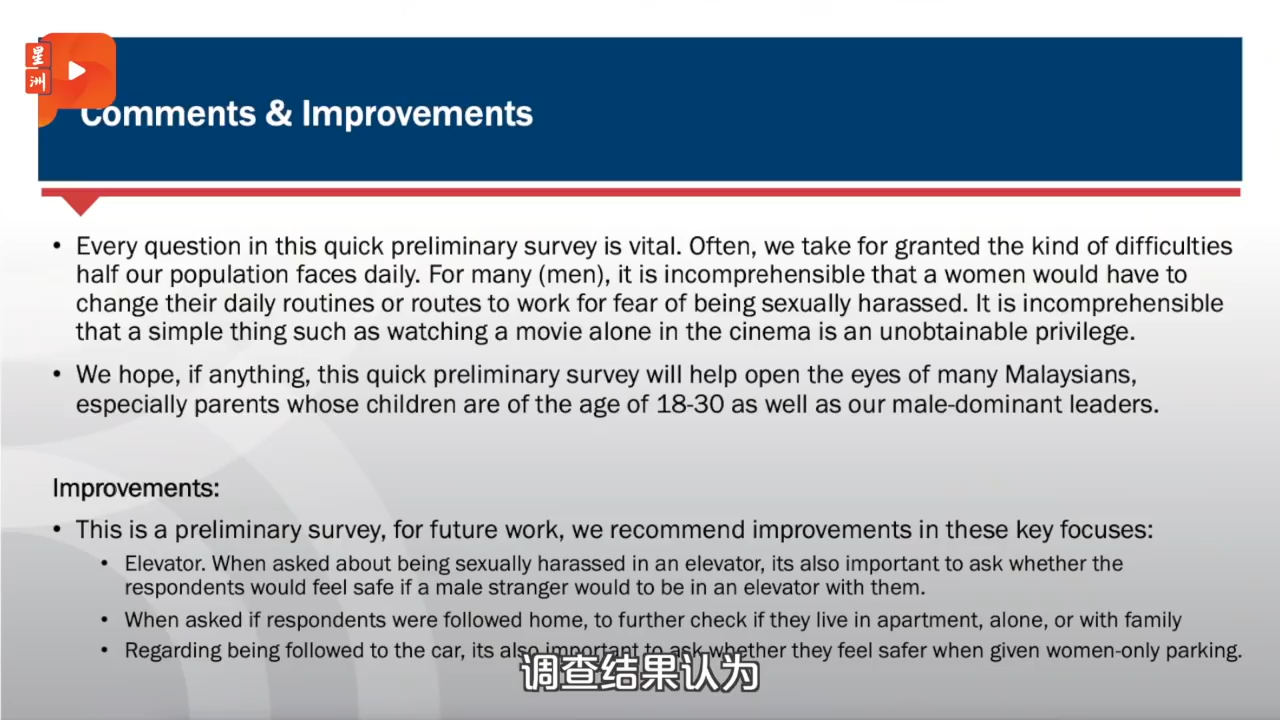 星洲
Comments & Improvements
• Every question in this quick preliminary survey is vital. Often, we take for granted the kind of difficulties
half our population faces daily. For many (men), it is incomprehensible that a women would have to
change their daily routines or routes to work for fear of being sexually harassed. It is incomprehensible
that a simple thing such as watching a movie alone in the cinema is an unobtainable privilege.
• We hope, if anything, this quick preliminary survey will help open the eyes of many Malaysians,
especially parents whose children are of the age of 18-30 as well as our male-dominant leaders.
Improvements:
• This is a preliminary survey, for future work, we recommend improvements in these key focuses:
• Elevator. When asked about being sexually harassed in an elevator, its also important to ask whether the
respondents would feel safe if a male stranger would to be in an elevator with them.
• When asked if respondents were followed home, to further check if they live in apartment, alone, or with family
• Regarding being followed to the car, its also important to ask whether they feel safer when given women-only parking.
调查结果认为